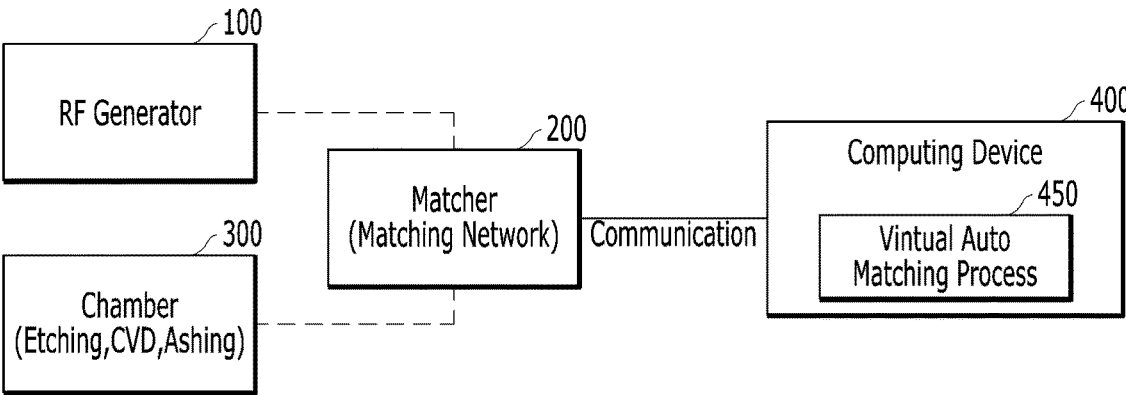 100
RF Generator
200
Matcher
(Matching Network)
300
Chamber
(Etching,CVD,Ashing)
Communication
400
Computing Device
450
Vintual Auto
Matching Process